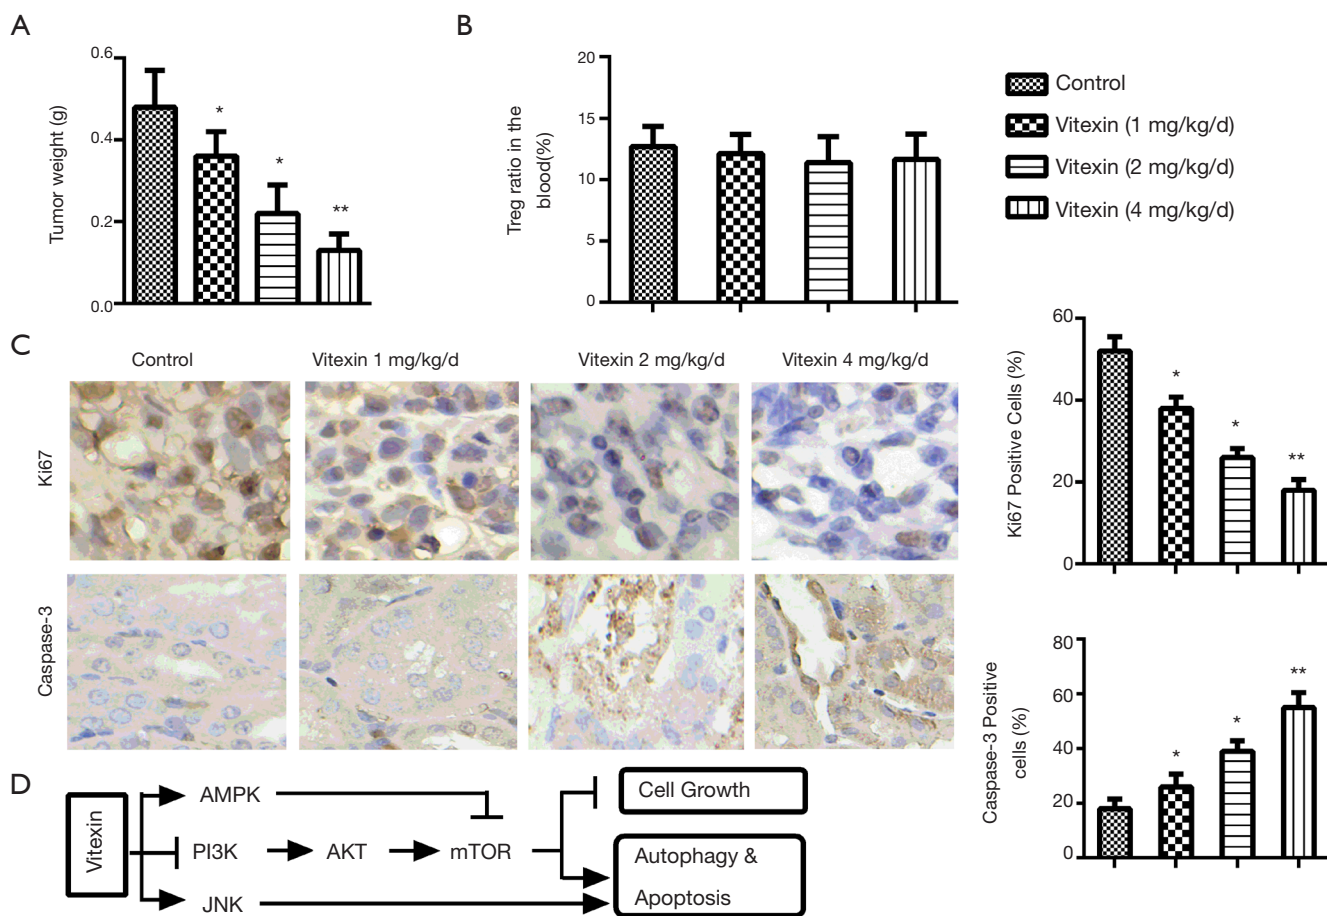 A
Tumor weight (g)
0.6
0.4
0.2
0.0
*
*
**
B
Treg ratio in the
blood(%)
20
15
10
5
0
Control
Vitexin (1 mg/kg/d)
Vitexin (2 mg/kg/d)
Vitexin (4 mg/kg/d)
C
Control
Vitexin 1 mg/kg/d
Vitexin 2 mg/kg/d
Vitexin 4 mg/kg/d
Ki67
Caspase-3
Ki67 Positive Cells (%)
60
40
20
0
*
*
**
Caspase-3 Positive
cells (%)
80
60
40
20
0
*
*
**
D
Vitexin
AMPK
PI3K
AKT
mTOR
JNK
Cell Growth
Autophagy &
Apoptosis